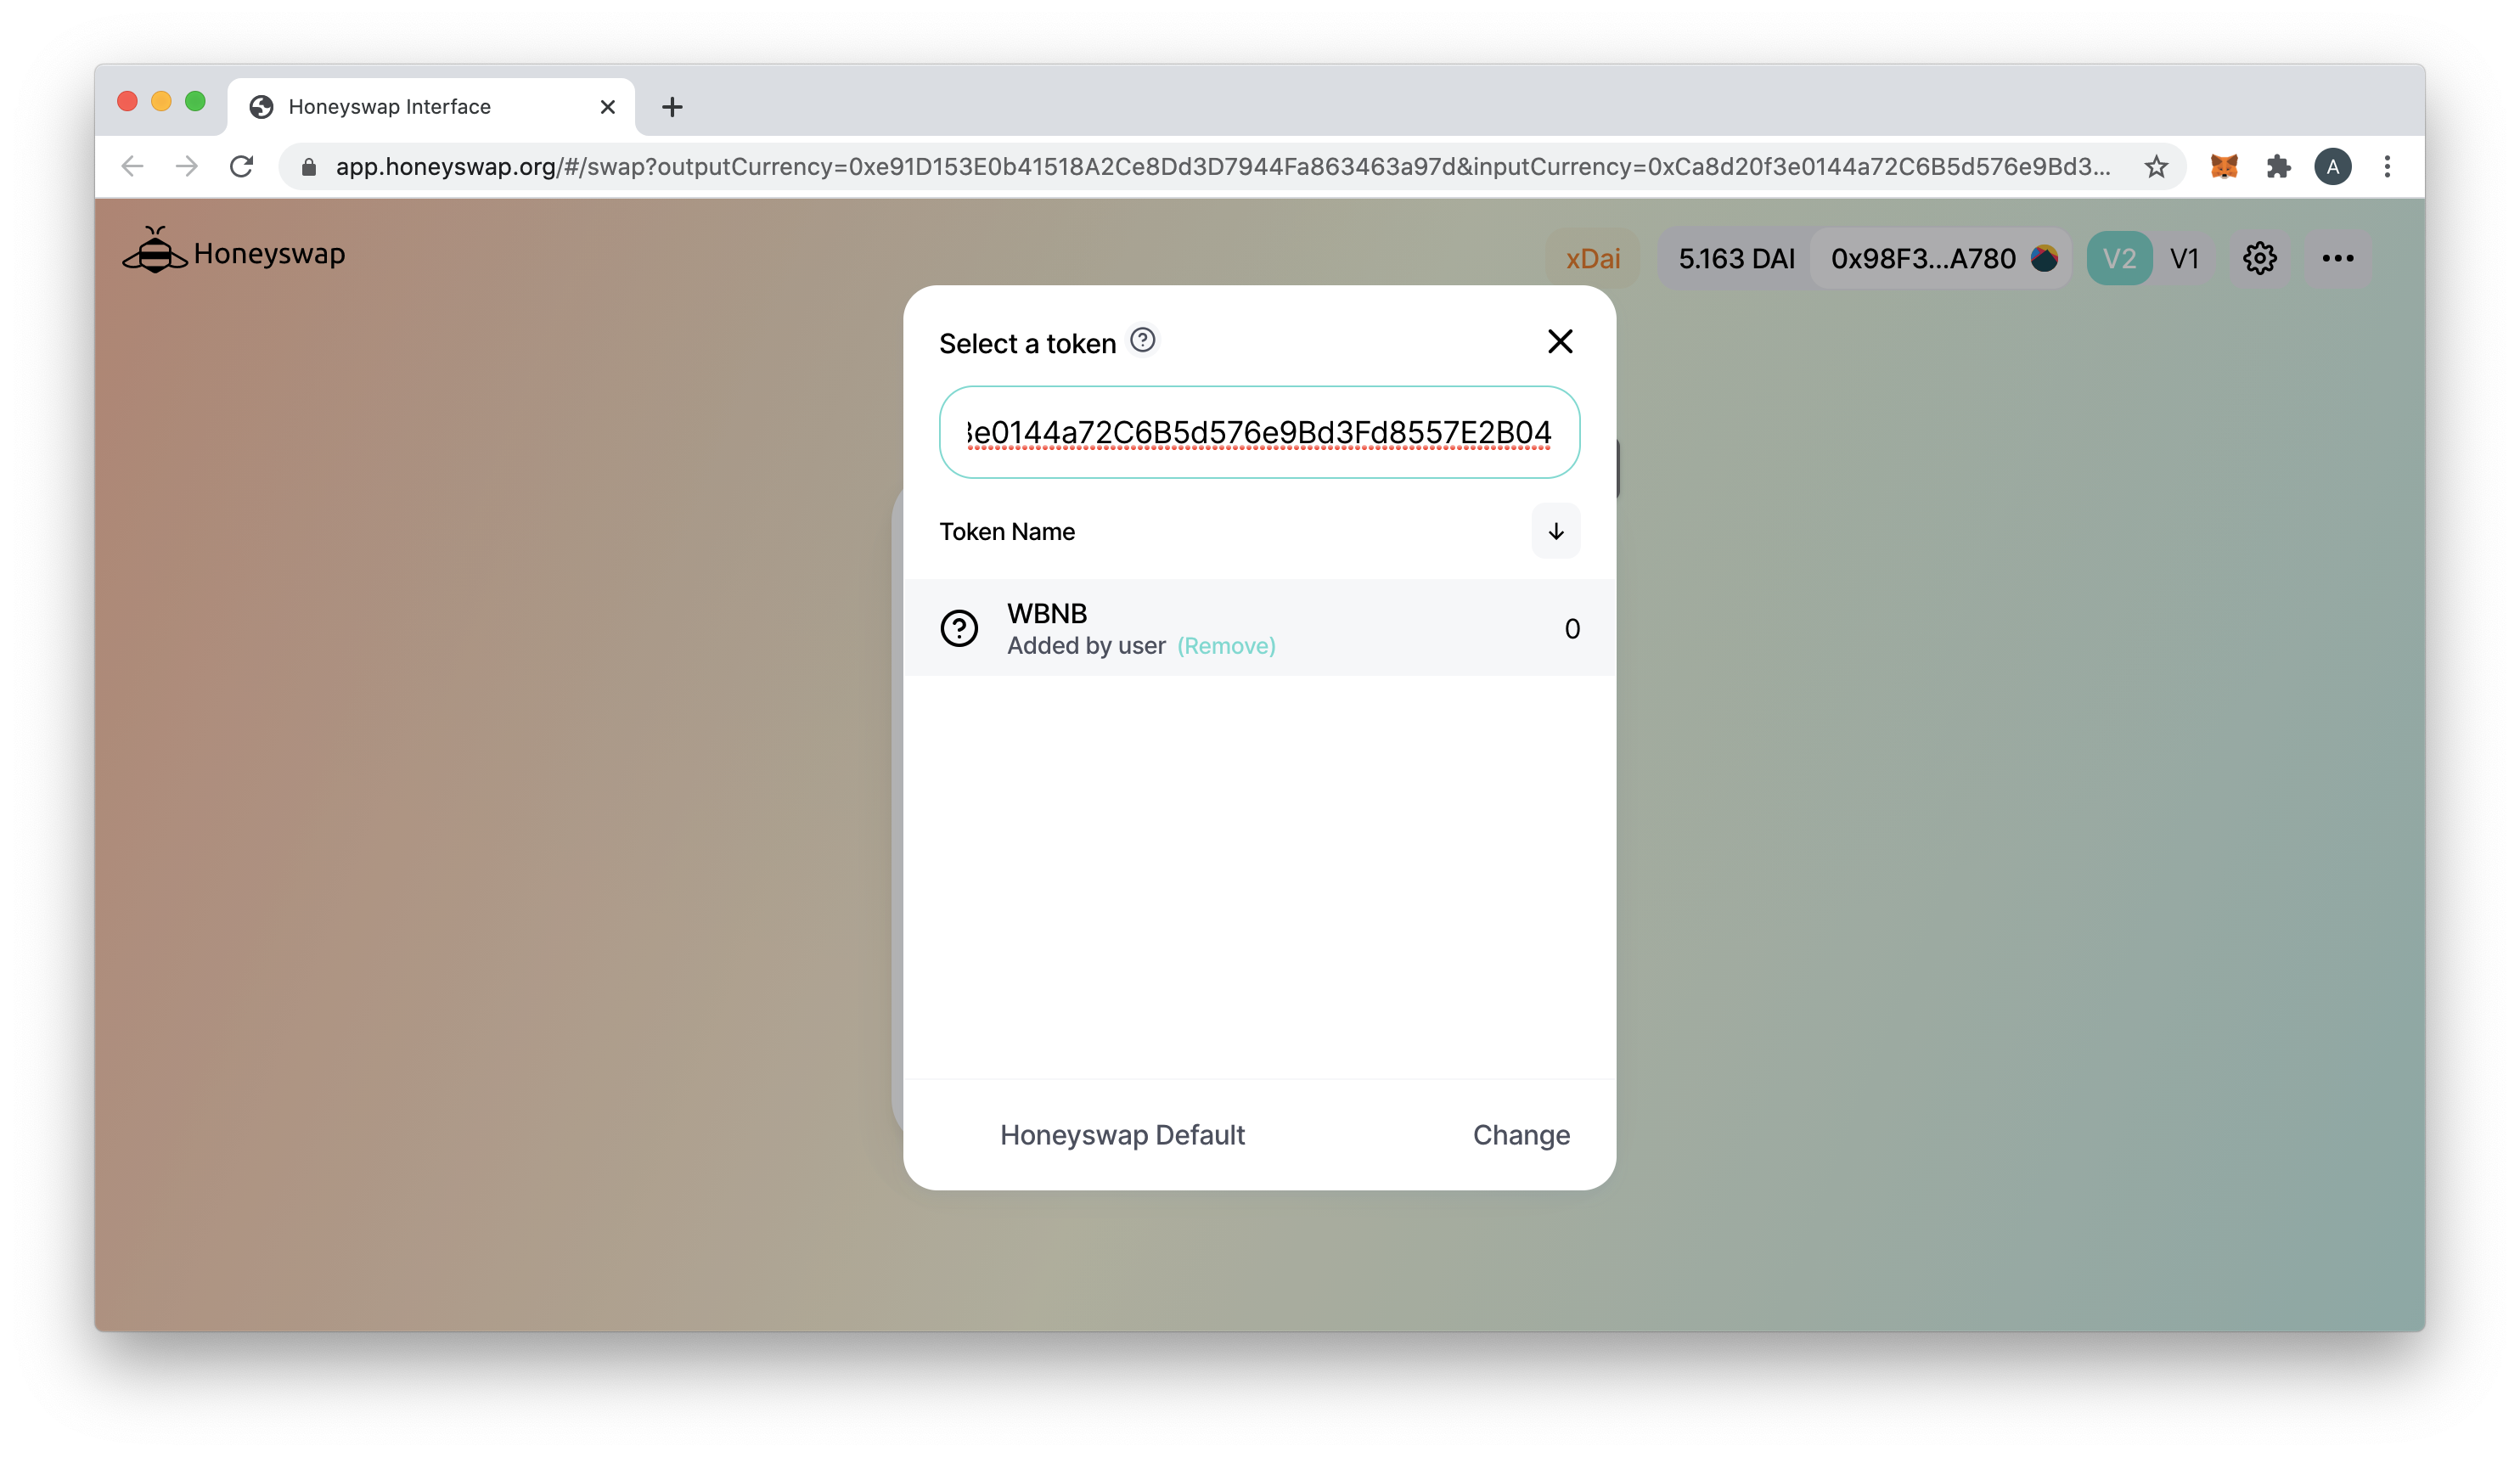 Honeyswap Interface
app.honeyswap.org/#/swap?outputCurrency=0xe91D153E0b41518A2Ce8Dd3D7944Fa863463a97d&inputCurrency=0xCa8d20f3e0144a72C6B5d576e9Bd3...
A
Honeyswap
xDai
5.163 DAI
0x98F3...A780
V2
V1
Select a token
3e0144a72C6B5d576e9Bd3Fd8557E2B04
Token Name
WBNB
Added by user (Remove)
0
Honeyswap Default
Change